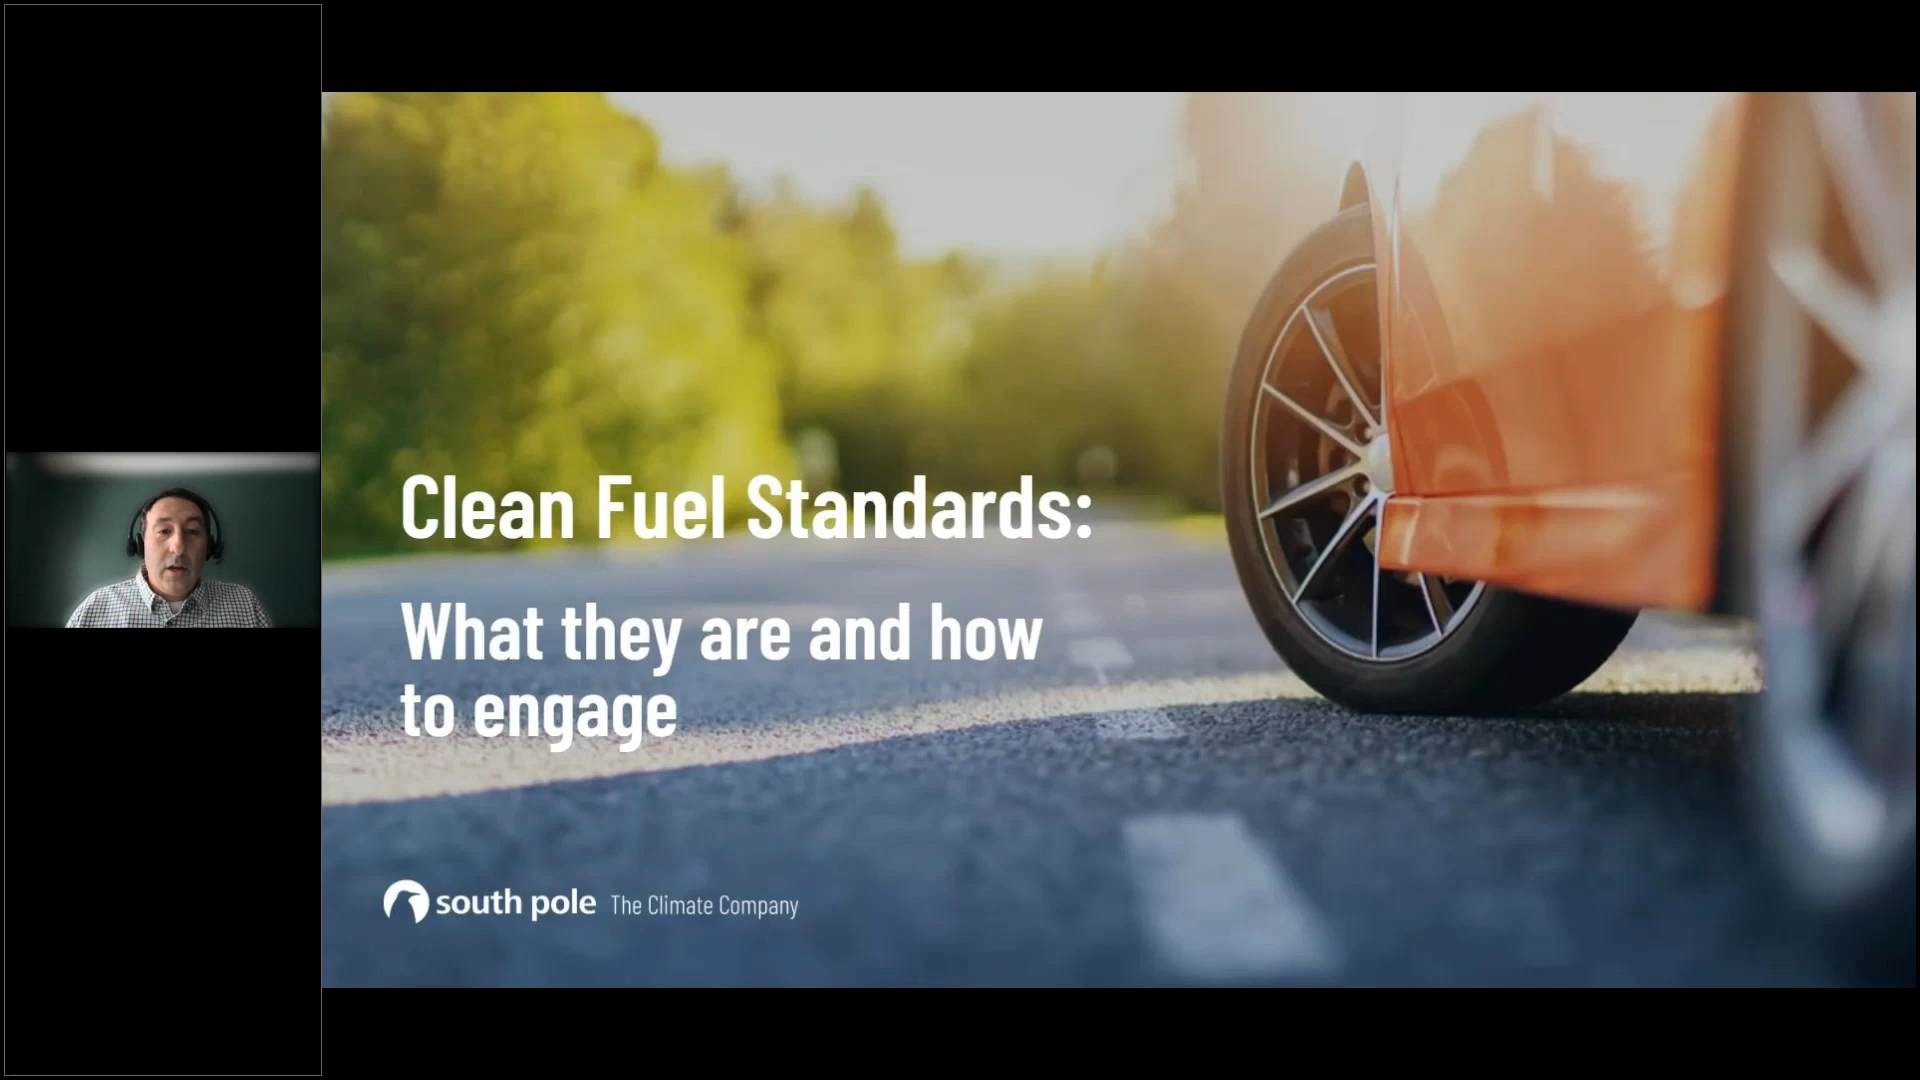 Clean Fuel Standards:
What they are and how
to engage
south pole The Climate Company